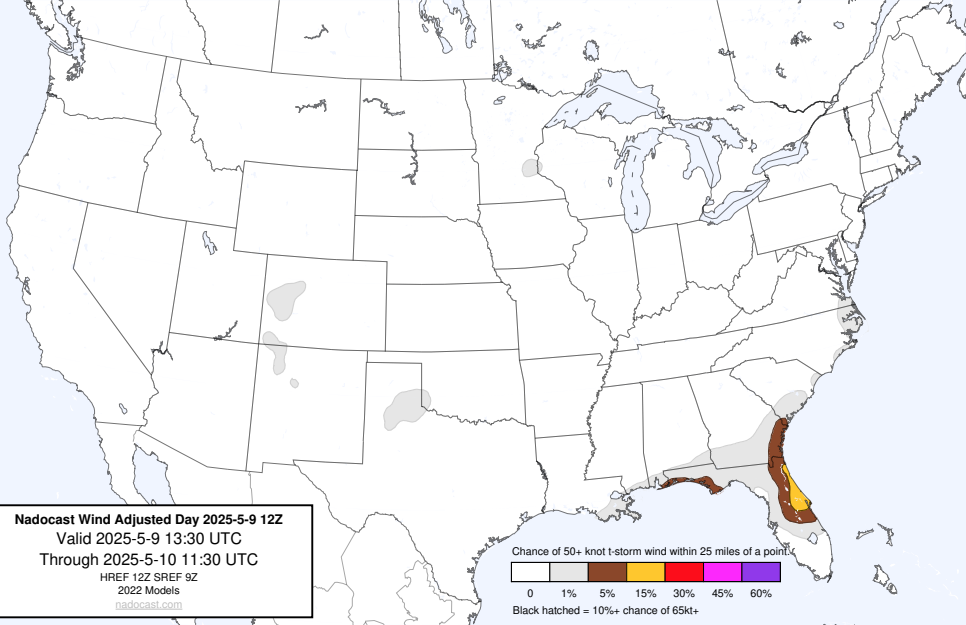 Nadocast Wind Adjusted Day 2025-5-9 12Z
Valid 2025-5-9 13:30 UTC
Through 2025-5-10 11:30 UTC
HREF 12Z SREF 9Z
2022 Models
nadocast.com
Chance of 50+ knot t-storm wind within 25 miles of a point.
0 1% 5% 15% 30% 45% 60%
Black hatched = 10%+ chance of 65kt+